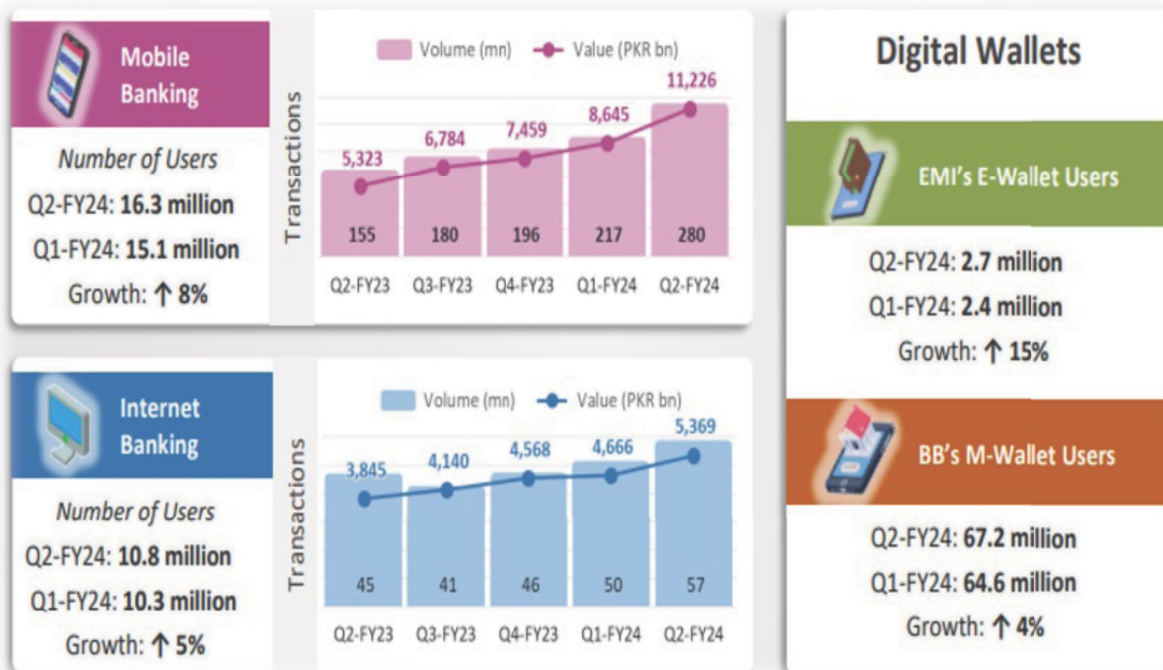 Mobile
Banking
Number of Users
Q2-FY24: 16.3 million
Q1-FY24: 15.1 million
Growth: ↑ 8%
Transactions
Volume (mn) Value (PKR bn)
5,323 6,784 7,459 8,645 11,226
155 180 196 217 280
Q2-FY23 Q3-FY23 Q4-FY23 Q1-FY24 Q2-FY24
Internet
Banking
Number of Users
Q2-FY24: 10.8 million
Q1-FY24: 10.3 million
Growth: ↑ 5%
Transactions
Volume (mn) Value (PKR bn)
3,845 4,140 4,568 4,666 5,369
45 41 46 50 57
Q2-FY23 Q3-FY23 Q4-FY23 Q1-FY24 Q2-FY24
Digital Wallets
EMI's E-Wallet Users
Q2-FY24: 2.7 million
Q1-FY24: 2.4 million
Growth: ↑ 15%
BB's M-Wallet Users
Q2-FY24: 67.2 million
Q1-FY24: 64.6 million
Growth: ↑ 4%